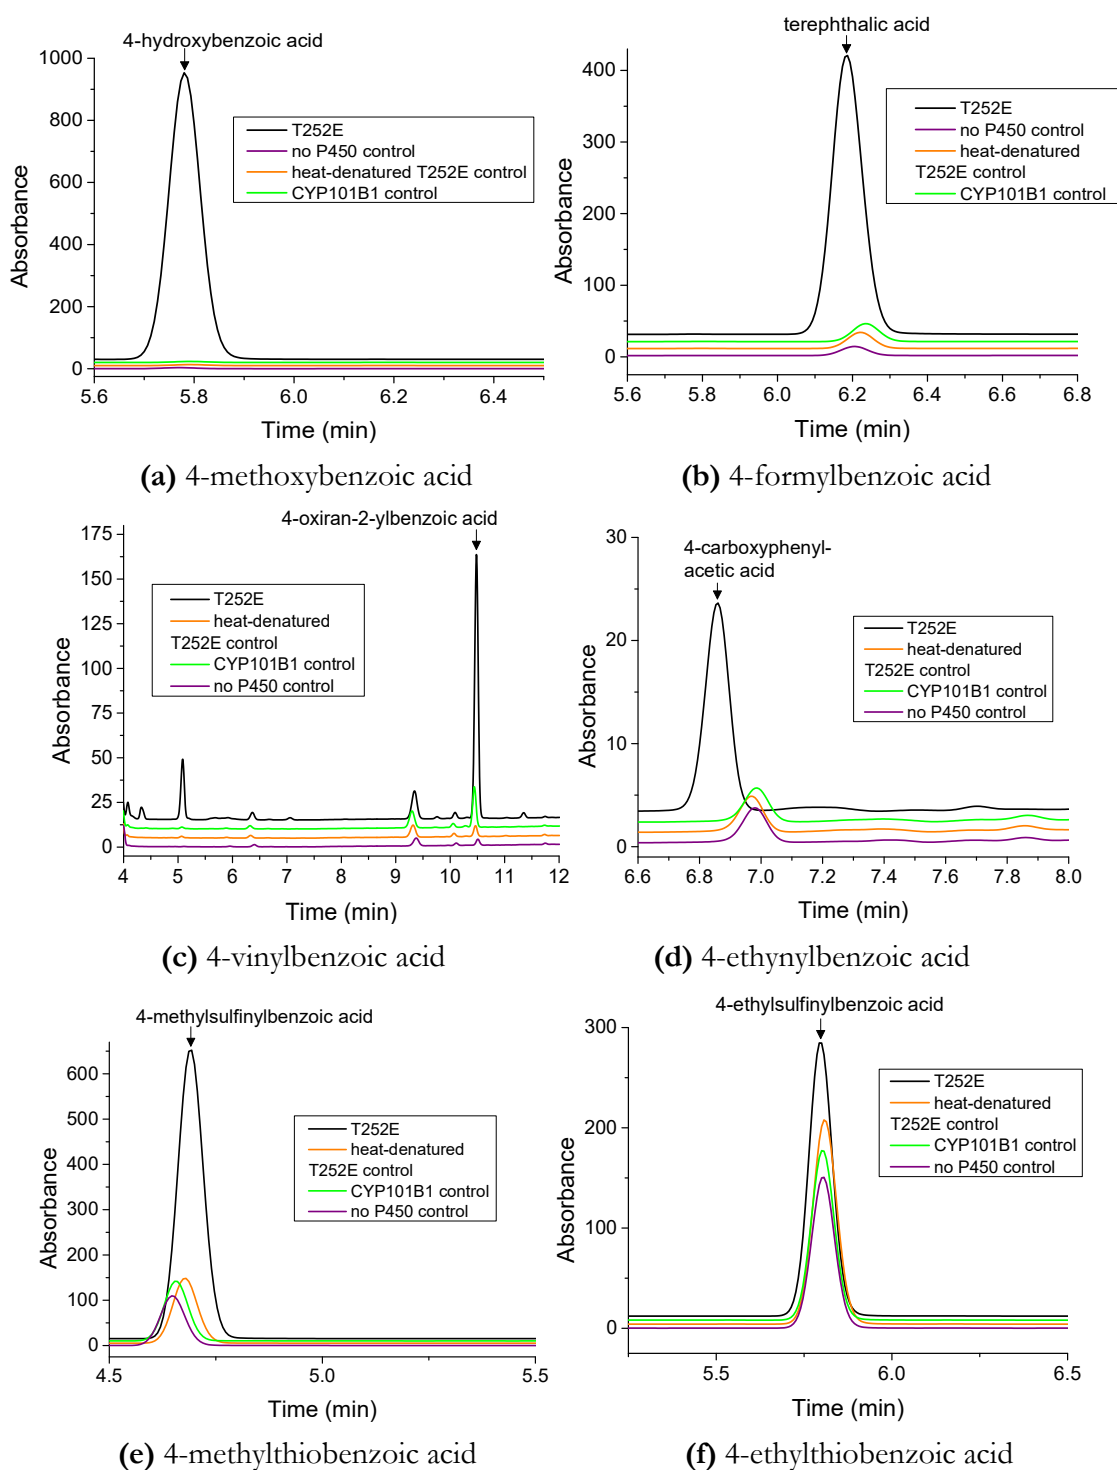 4-hydroxybenzoic acid
1000
800
600
400
200
0
Absorbance
T252E
no P450 control
heat-denatured T252E control
CYP101B1 control
5.6 5.8 6.0 6.2 6.4
Time (min)
(a) 4-methoxybenzoic acid
terephthalic acid
400
300
200
100
0
Absorbance
T252E
no P450 control
heat-denatured
T252E control
CYP101B1 control
5.6 5.8 6.0 6.2 6.4 6.6 6.8
Time (min)
(b) 4-formylbenzoic acid
4-oxiran-2-ylbenzoic acid
175
150
125
100
75
50
25
0
Absorbance
T252E
heat-denatured
T252E control
CYP101B1 control
no P450 control
4 5 6 7 8 9 10 11 12
Time (min)
(c) 4-vinylbenzoic acid
4-carboxyphenyl-
acetic acid
30
20
10
0
Absorbance
T252E
heat-denatured
T252E control
CYP101B1 control
no P450 control
6.6 6.8 7.0 7.2 7.4 7.6 7.8 8.0
Time (min)
(d) 4-ethynylbenzoic acid
4-methylsulfinylbenzoic acid
600
500
400
300
200
100
0
Absorbance
T252E
heat-denatured
T252E control
CYP101B1 control
no P450 control
4.5 5.0 5.5
Time (min)
(e) 4-methylthiobenzoic acid
4-ethylsulfinylbenzoic acid
300
200
100
0
Absorbance
T252E
heat-denatured
T252E control
CYP101B1 control
no P450 control
5.5 6.0 6.5
Time (min)
(f) 4-ethylthiobenzoic acid